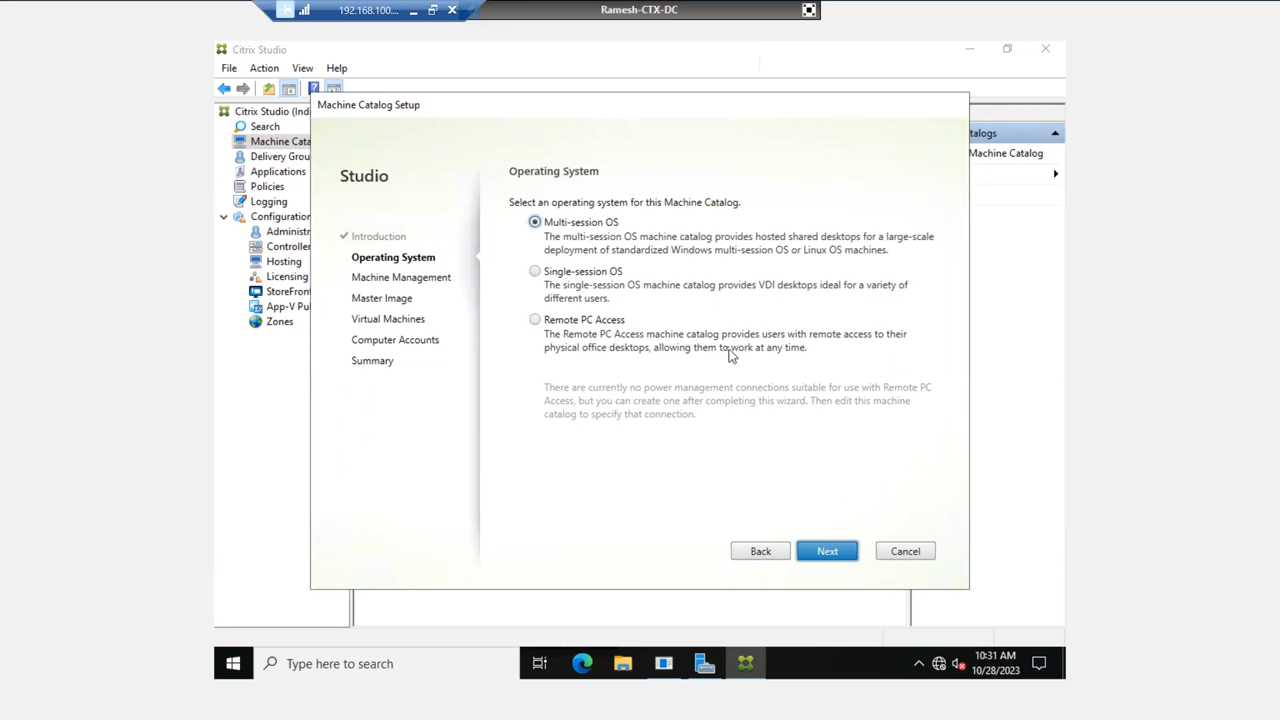 192.168.100....
Ramesh-CTX-DC
Citrix Studio
File Action View Help
Machine Catalog Setup
Citrix Studio (Ind
Search
Machine Cata
Delivery Grou
Applications
Policies
Logging
Configuration
Administr
Controller
Hosting
Licensing
StoreFront
App-V Pul
Zones
Studio
Introduction
Operating System
Machine Management
Master Image
Virtual Machines
Computer Accounts
Summary
Operating System
Select an operating system for this Machine Catalog.
Multi-session OS
The multi-session OS machine catalog provides hosted shared desktops for a large-scale
deployment of standardized Windows multi-session OS or Linux OS machines.
Single-session OS
The single-session OS machine catalog provides VDI desktops ideal for a variety of
different users.
Remote PC Access
The Remote PC Access machine catalog provides users with remote access to their
physical office desktops, allowing them to work at any time.
There are currently no power management connections suitable for use with Remote PC
Access, but you can create one after completing this wizard. Then edit this machine
catalog to specify that connection.
Back Next Cancel
talogs
Machine Catalog
Type here to search
10:31 AM
10/28/2023